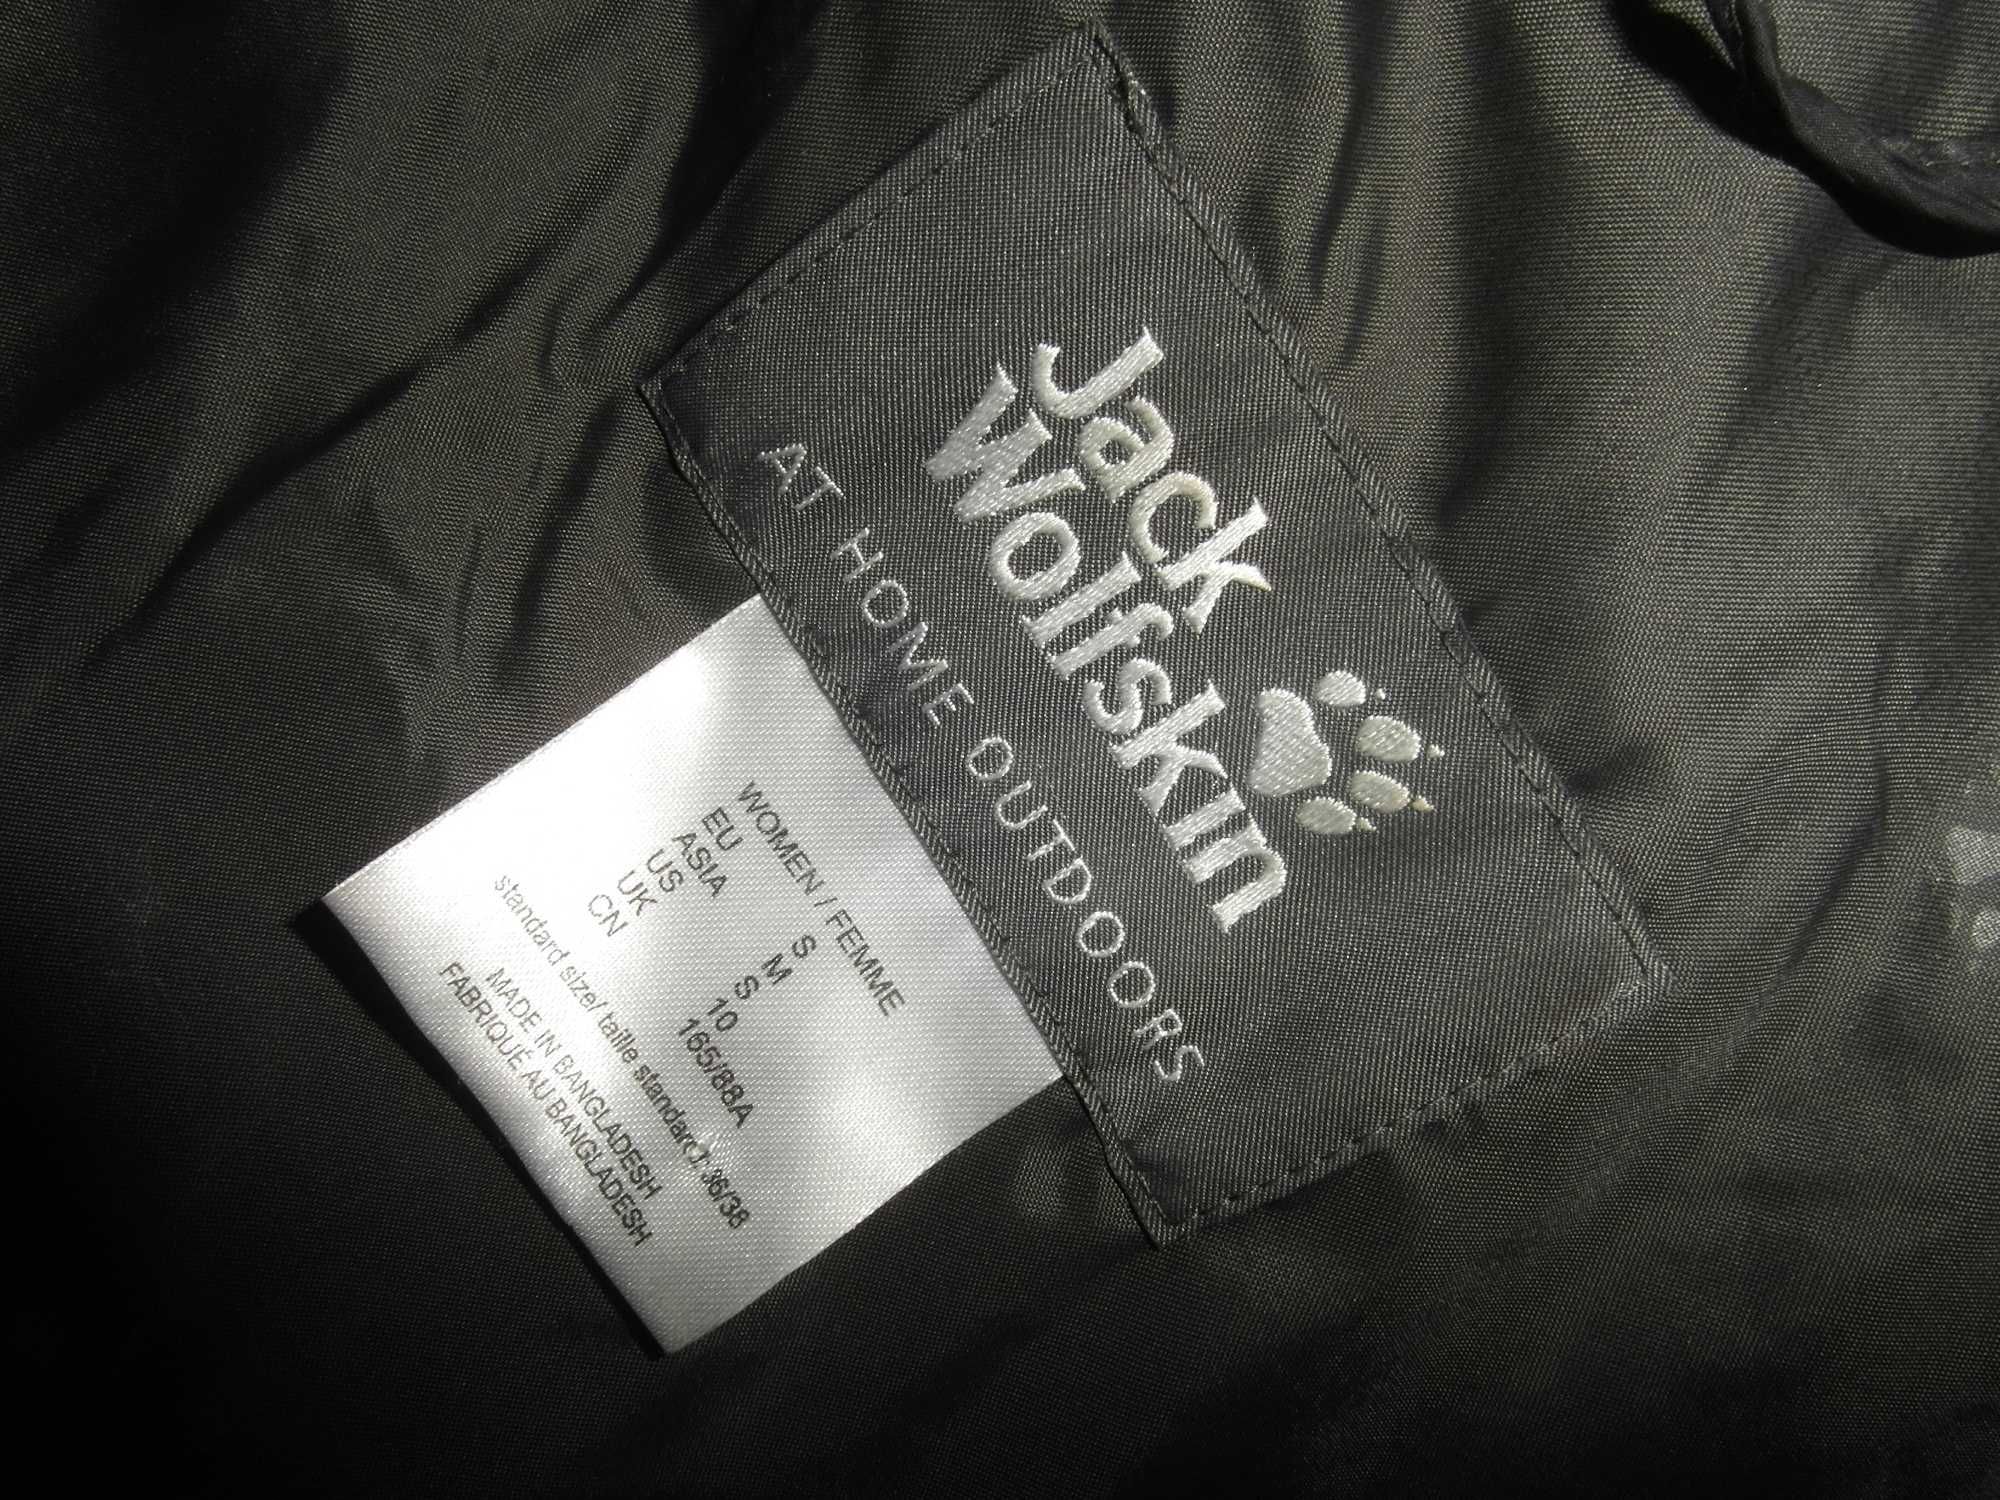 Jack
Wolfskin
AT HOME OUTDOORS
WOMEN / FEMME
EU S
ASIA M
US S
UK 10
CN 165/88A
standard size/ taille standard: 36/38
MADE IN BANGLADESH
FABRIQUÉ AU BANGLADESH